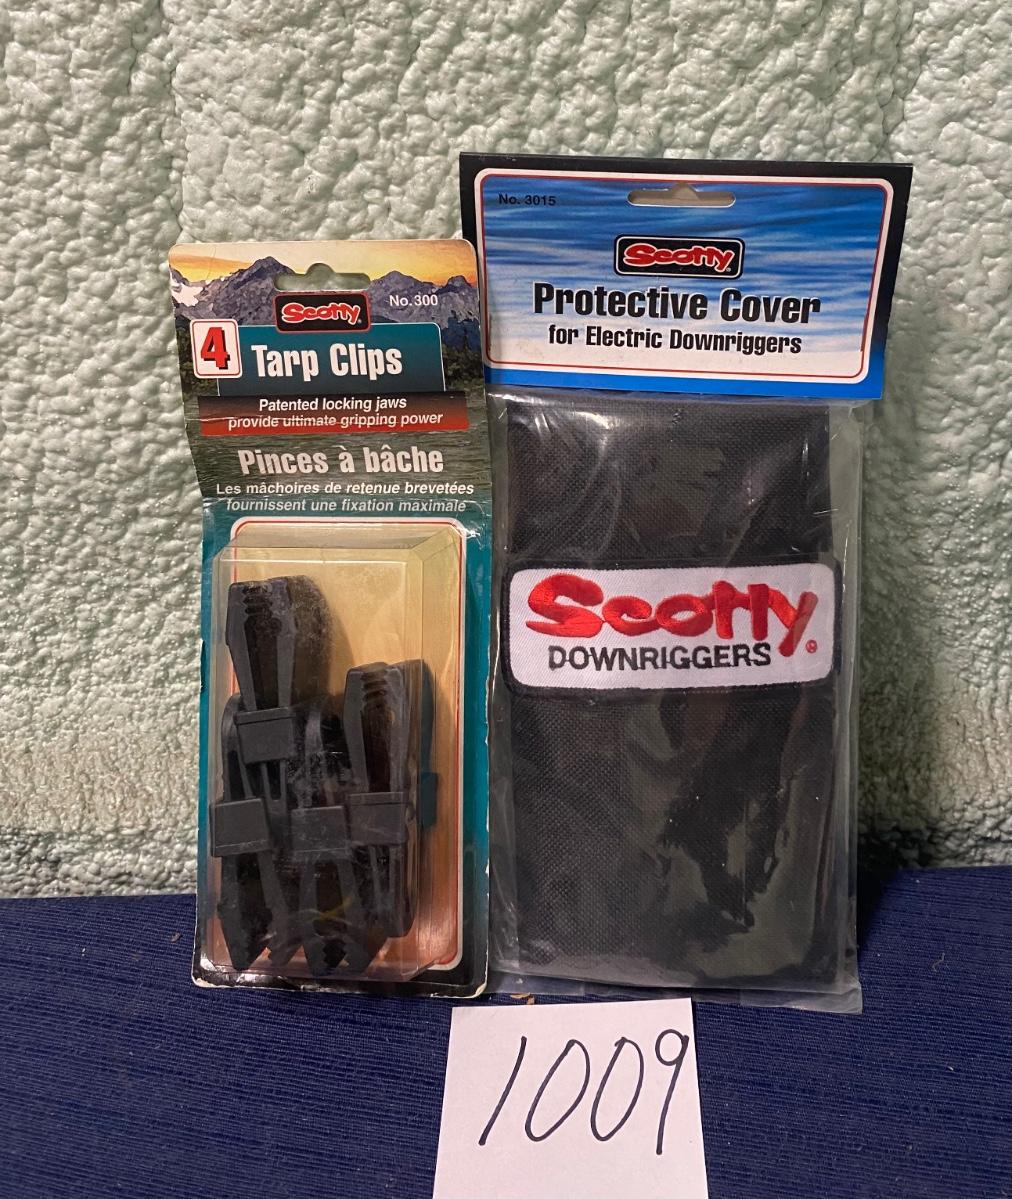 No. 300
Scotty
4
Tarp Clips
Patented locking jaws
provide ultimate gripping power
Pinces à bâche
Les mâchoires de retenue brevetées
fournissent une fixation maximale
No. 3015
Scotty
Protective Cover
for Electric Downriggers
Scotty®
DOWNRIGGERS
1009